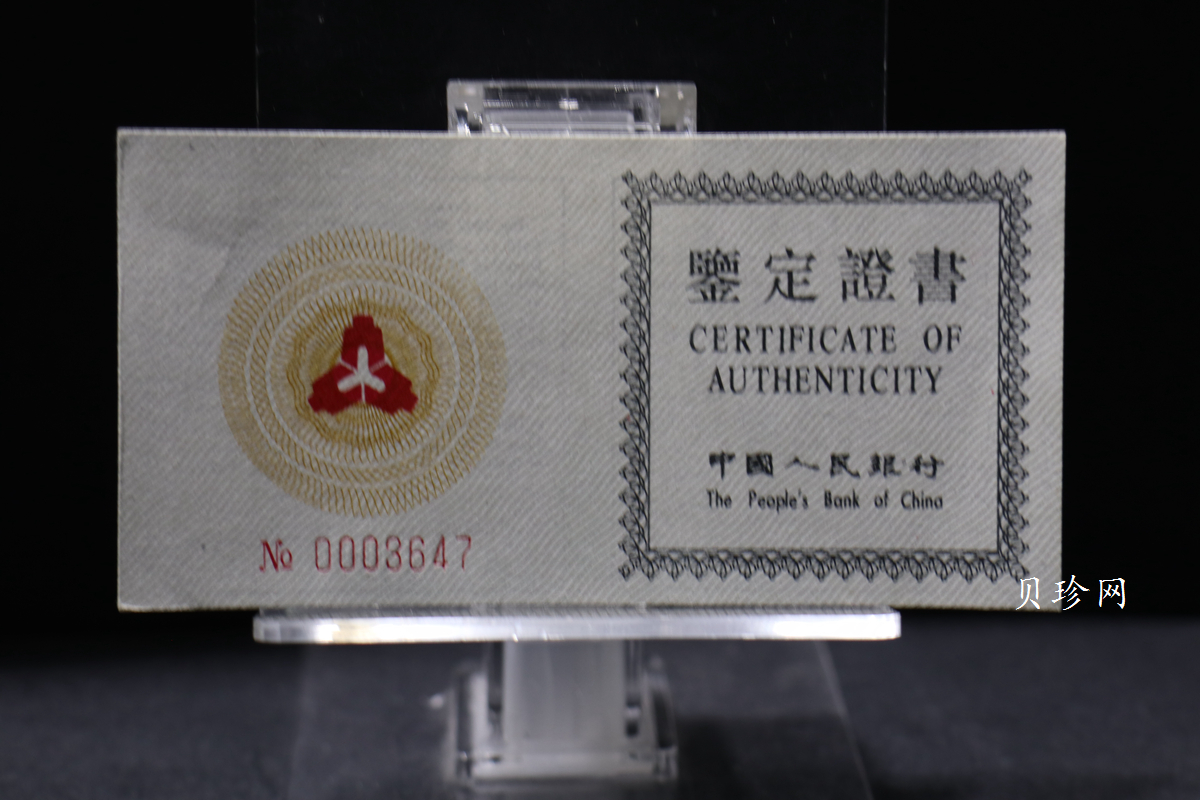 № 0003647
鑒定證書
CERTIFICATE OF
AUTHENTICITY
中國人民銀行
The People's Bank of China
贝珍网